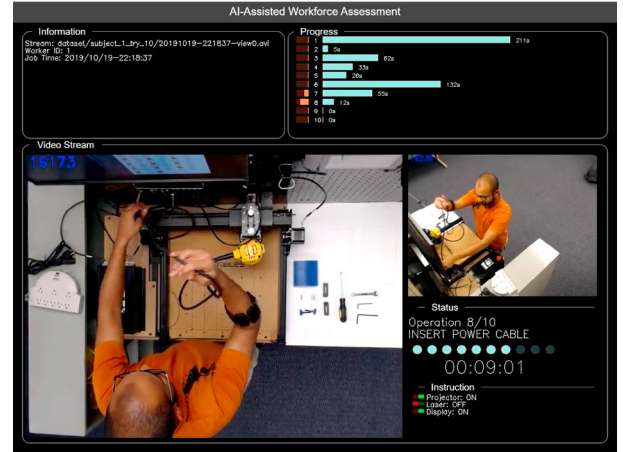 AI-Assisted Workforce Assessment
Information
Stream: dataset/subject_1_try_10/20191019-221837-view0.avi
Worker ID: 1
Job Time: 2019/10/19-22:18:37
Progress
1 211s
2 5s
3 62s
4 33s
5 26s
6 132s
7 55s
8 12s
9 0s
10 0s
Video Stream
16173
Status
Operation 8/10
INSERT POWER CABLE
00:09:01
Instruction
Projector: ON
Laser: OFF
Display: ON